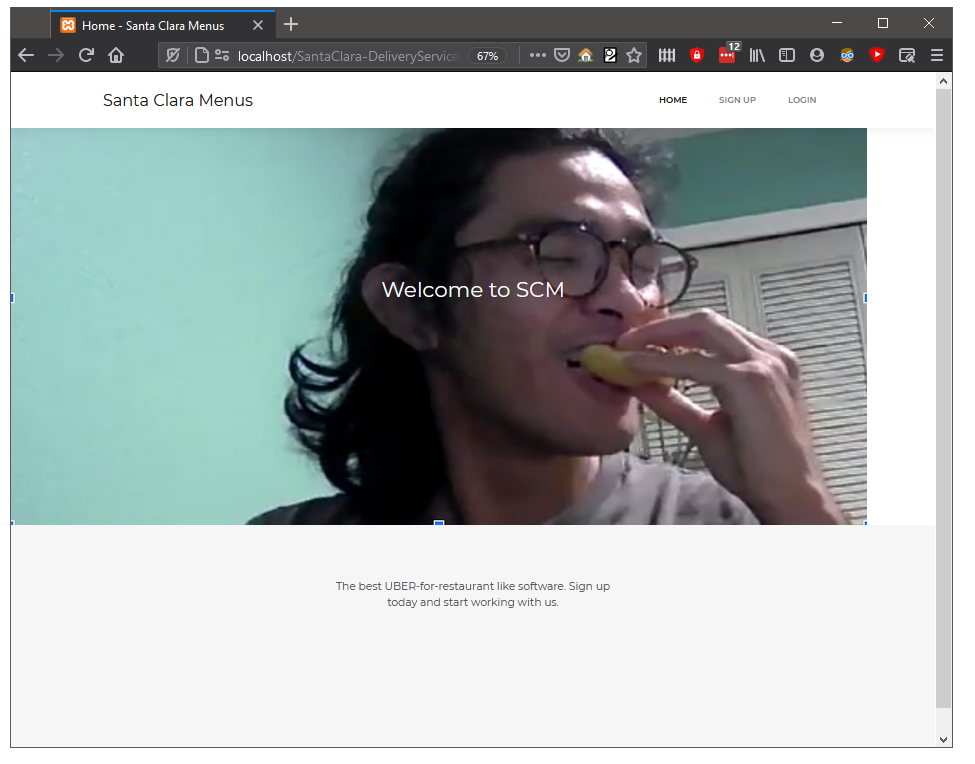 Home - Santa Clara Menus
localhost/SantaClara-DeliveryService
67%
12
Santa Clara Menus
HOME
SIGN UP
LOGIN
Welcome to SCM
The best UBER-for-restaurant like software. Sign up
today and start working with us.